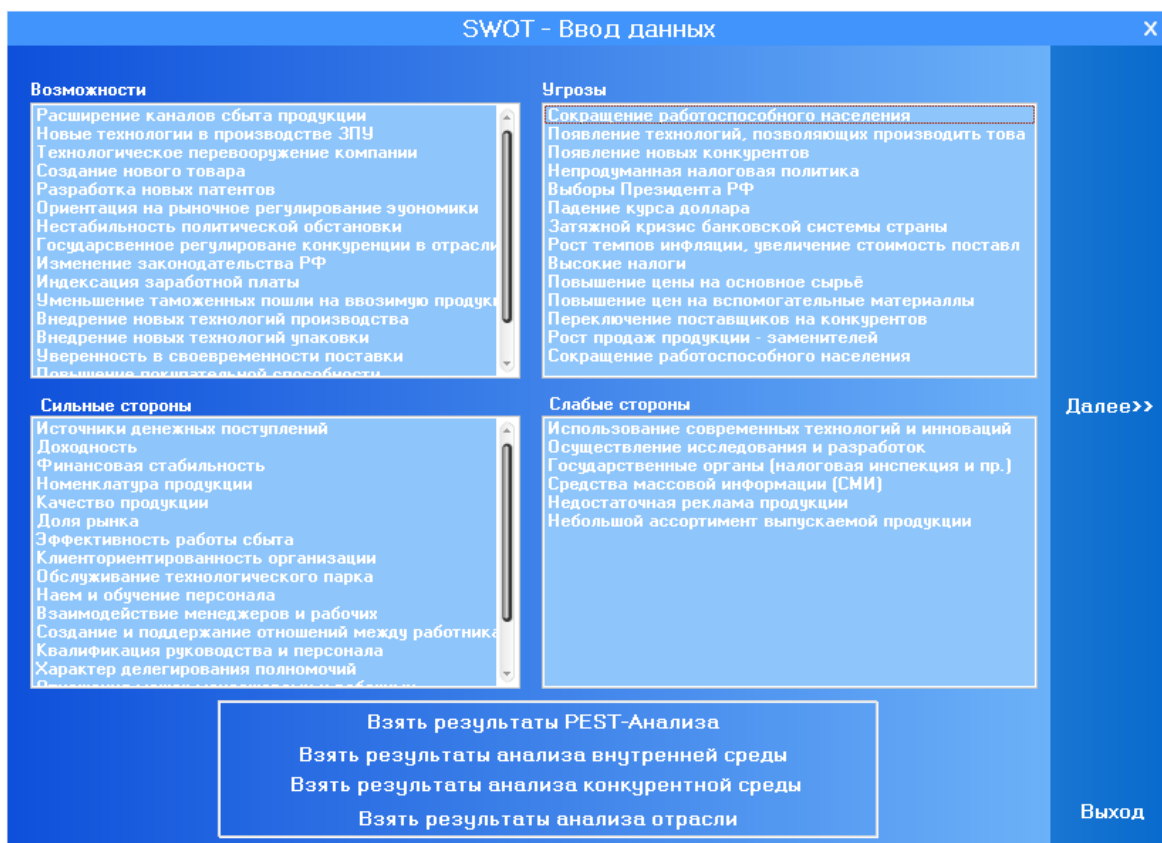 SWOT - Ввод данных
X
Возможности
Расширение каналов сбыта продукции
Новые технологии в производстве ЗПУ
Технологическое перевооружение компании
Создание нового товара
Разработка новых патентов
Ориентация на рыночное регулирование эуономики
Нестабильность политической обстановки
Государсвенное регулироване конкуренции в отрасли
Изменение законодательства РФ
Индексация заработной платы
Уменьшение таможенных пошли на ввозимую продук
Внедрение новых технологий производства
Внедрение новых технологий упаковки
Уверенность в своевременности поставки
Повышение покупательной способности
Угрозы
Сокращение работоспособного населения
Появление технологий, позволяющих производить това
Появление новых конкурентов
Непродуманная налоговая политика
Выборы Президента РФ
Падение курса доллара
Затяжной кризис банковской системы страны
Рост темпов инфляции, увеличение стоимость поставл
Высокие налоги
Повышение цены на основное сырьё
Повышение цен на вспомогательные материаллы
Переключение поставщиков на конкурентов
Рост продаж продукции - заменителей
Сокращение работоспособного населения
Сильные стороны
Источники денежных поступлений
Доходность
Финансовая стабильность
Номенклатура продукции
Качество продукции
Доля рынка
Эффективность работы сбыта
Клиенториентированность организации
Обслуживание технологического парка
Наем и обучение персонала
Взаимодействие менеджеров и рабочих
Создание и поддержание отношений между работника
Квалификация руководства и персонала
Характер делегирования полномочий
Слабые стороны
Использование современных технологий и инноваций
Осуществление исследования и разработок
Государственные органы (налоговая инспекция и пр.)
Средства массовой информации (СМИ)
Недостаточная реклама продукции
Небольшой ассортимент выпускаемой продукции
Далее>>
Взять результаты PEST-Анализа
Взять результаты анализа внутренней среды
Взять результаты анализа конкурентной среды
Взять результаты анализа отрасли
Выход